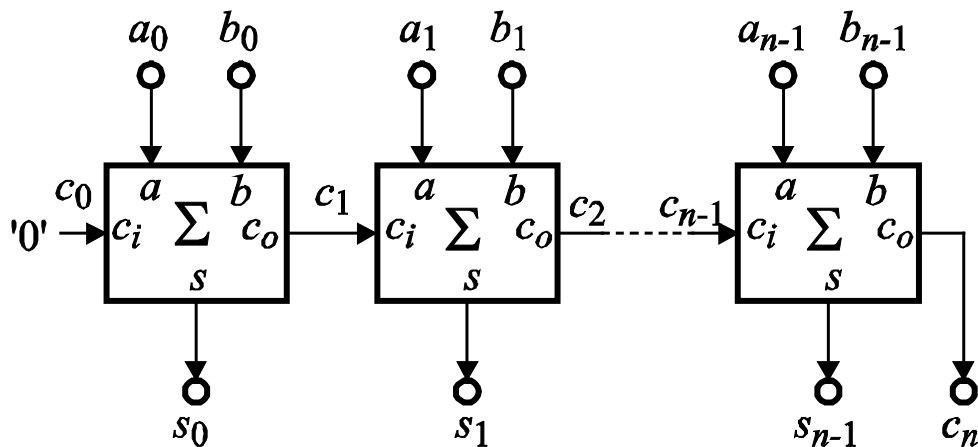 a₀ b₀ a₁ b₁ aₙ₋₁ bₙ₋₁
c₀ a b c₁ a b c₂ cₙ₋₁ a b
'0' cᵢ Σ cₒ cᵢ Σ cₒ cᵢ Σ cₒ
s s s
s₀ s₁ sₙ₋₁ cₙ